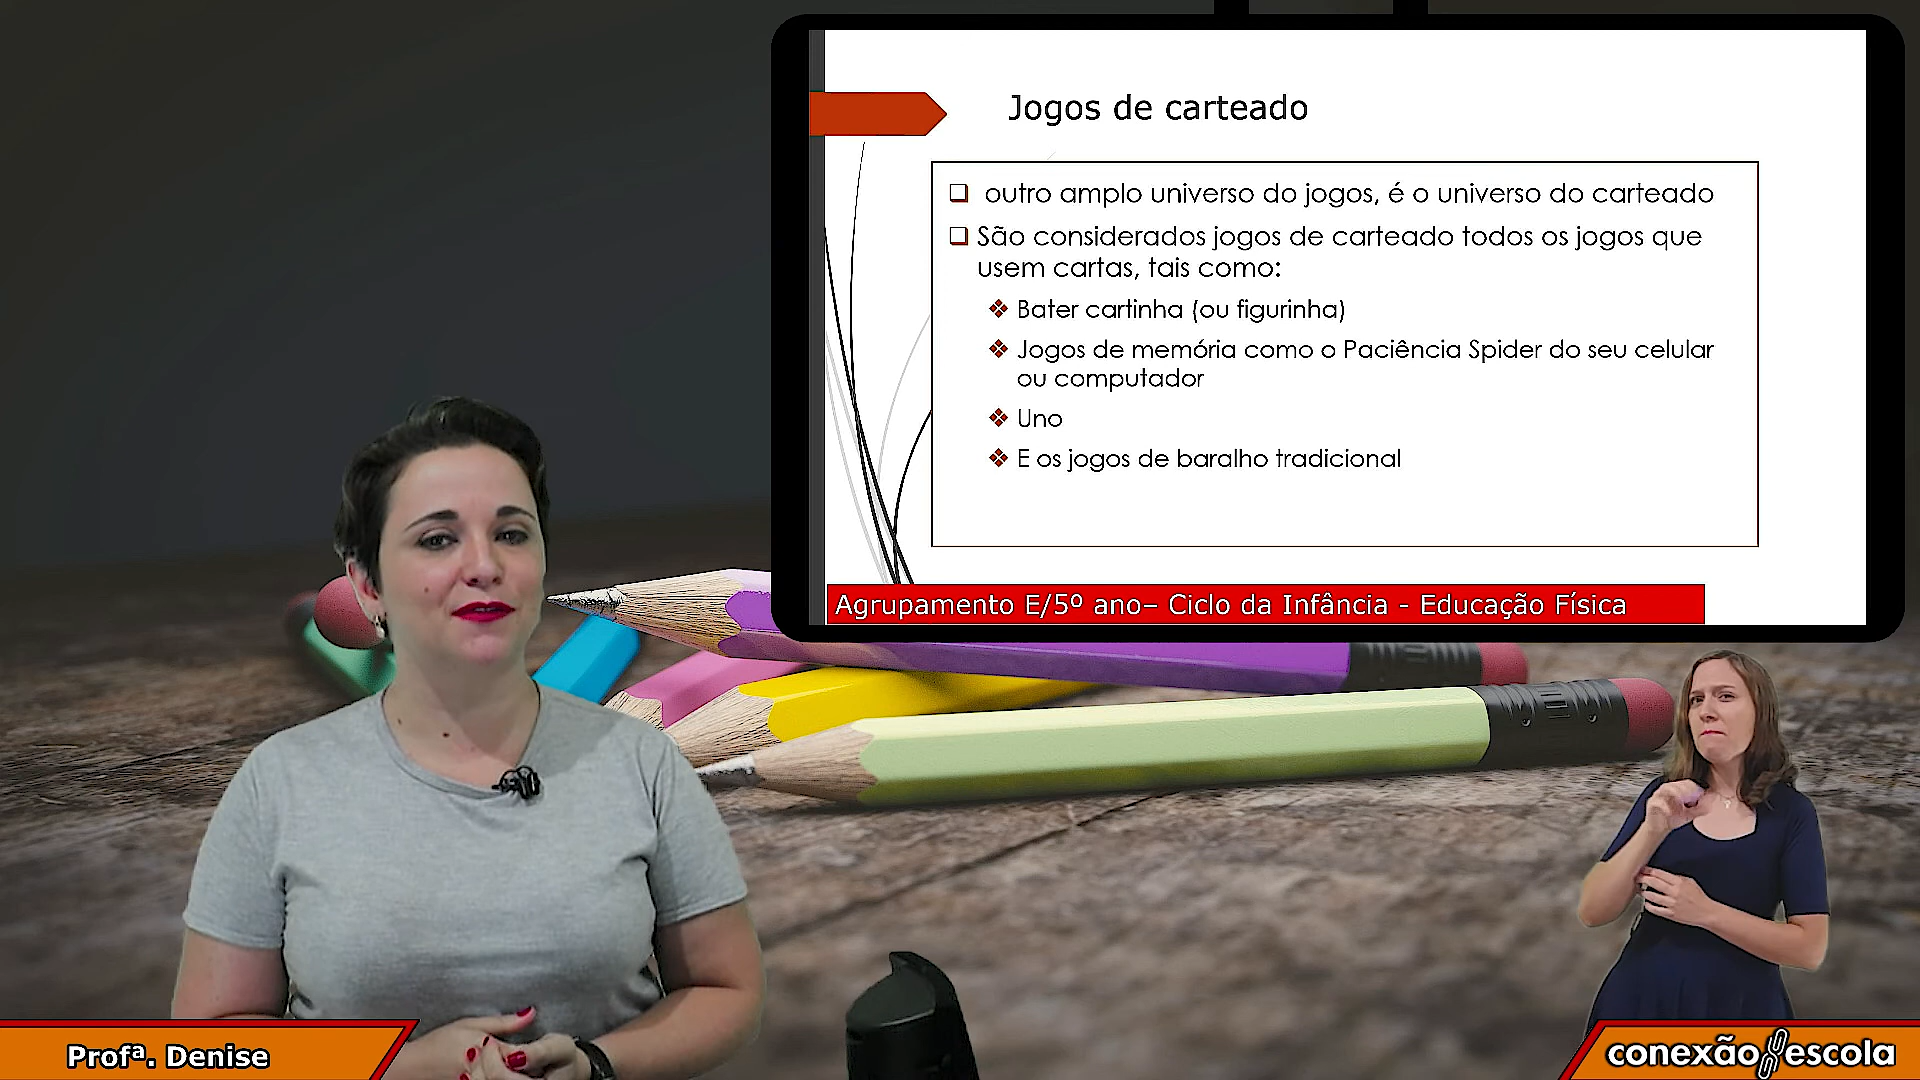 Jogos de carteado
outro amplo universo do jogos, é o universo do carteado
São considerados jogos de carteado todos os jogos que
usem cartas, tais como:
Bater cartinha (ou figurinha)
Jogos de memória como o Paciência Spider do seu celular
ou computador
Uno
E os jogos de baralho tradicional
Agrupamento E/5º ano– Ciclo da Infância - Educação Física
Profª. Denise
conexão escola